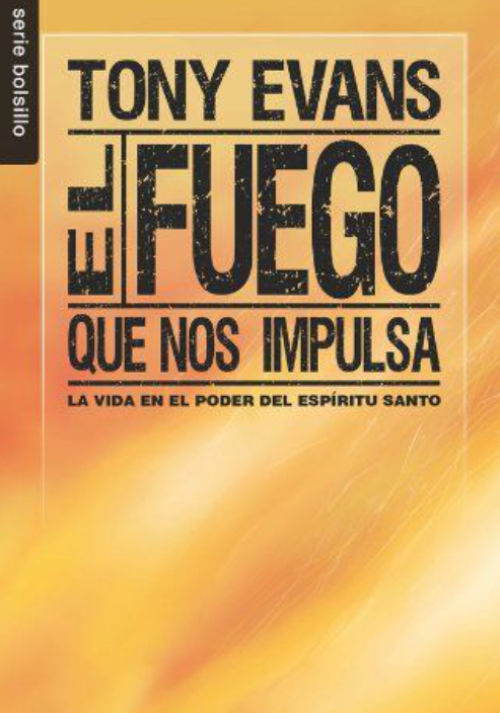 serie bolsillo
TONY EVANS
EL FUEGO
QUE NOS IMPULSA
LA VIDA EN EL PODER DEL ESPÍRITU SANTO